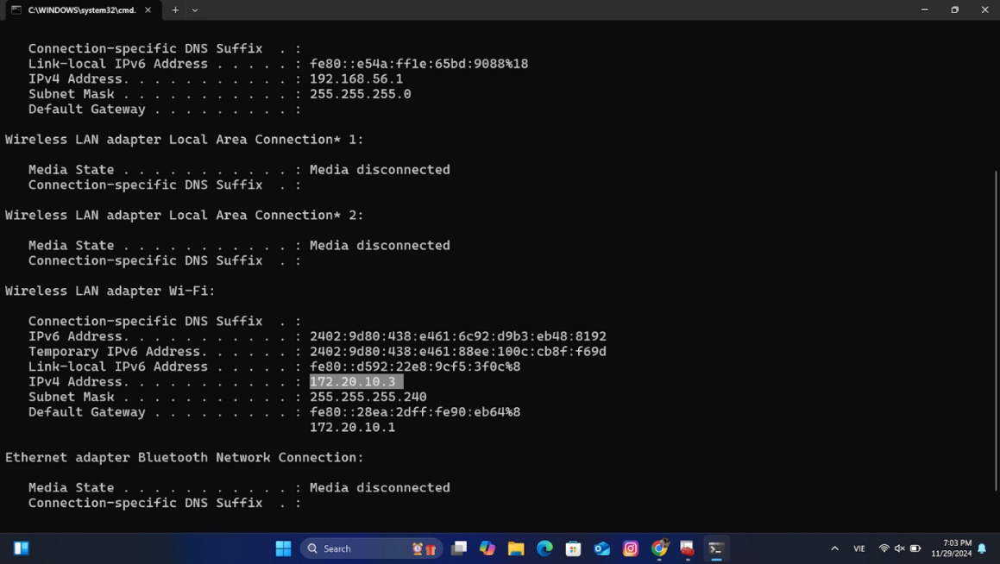 C:\WINDOWS\system32\cmd.
Connection-specific DNS Suffix . :
Link-local IPv6 Address . . . . . : fe80::e54a:ff1e:65bd:9088%18
IPv4 Address. . . . . . . . . . . : 192.168.56.1
Subnet Mask . . . . . . . . . . . : 255.255.255.0
Default Gateway . . . . . . . . . :
Wireless LAN adapter Local Area Connection* 1:
Media State . . . . . . . . . . . : Media disconnected
Connection-specific DNS Suffix . :
Wireless LAN adapter Local Area Connection* 2:
Media State . . . . . . . . . . . : Media disconnected
Connection-specific DNS Suffix . :
Wireless LAN adapter Wi-Fi:
Connection-specific DNS Suffix . :
IPv6 Address. . . . . . . . . . . : 2402:9d80:438:e461:6c92:d9b3:eb48:8192
Temporary IPv6 Address. . . . . . : 2402:9d80:438:e461:88ee:100c:cb8f:f69d
Link-local IPv6 Address . . . . . : fe80::d592:22e8:9cf5:3f0c%8
IPv4 Address. . . . . . . . . . . : 172.20.10.3
Subnet Mask . . . . . . . . . . . : 255.255.255.240
Default Gateway . . . . . . . . . : fe80::28ea:2dff:fe90:eb64%8
172.20.10.1
Ethernet adapter Bluetooth Network Connection:
Media State . . . . . . . . . . . : Media disconnected
Connection-specific DNS Suffix . :
Search
VIE
7:03 PM
11/29/2024